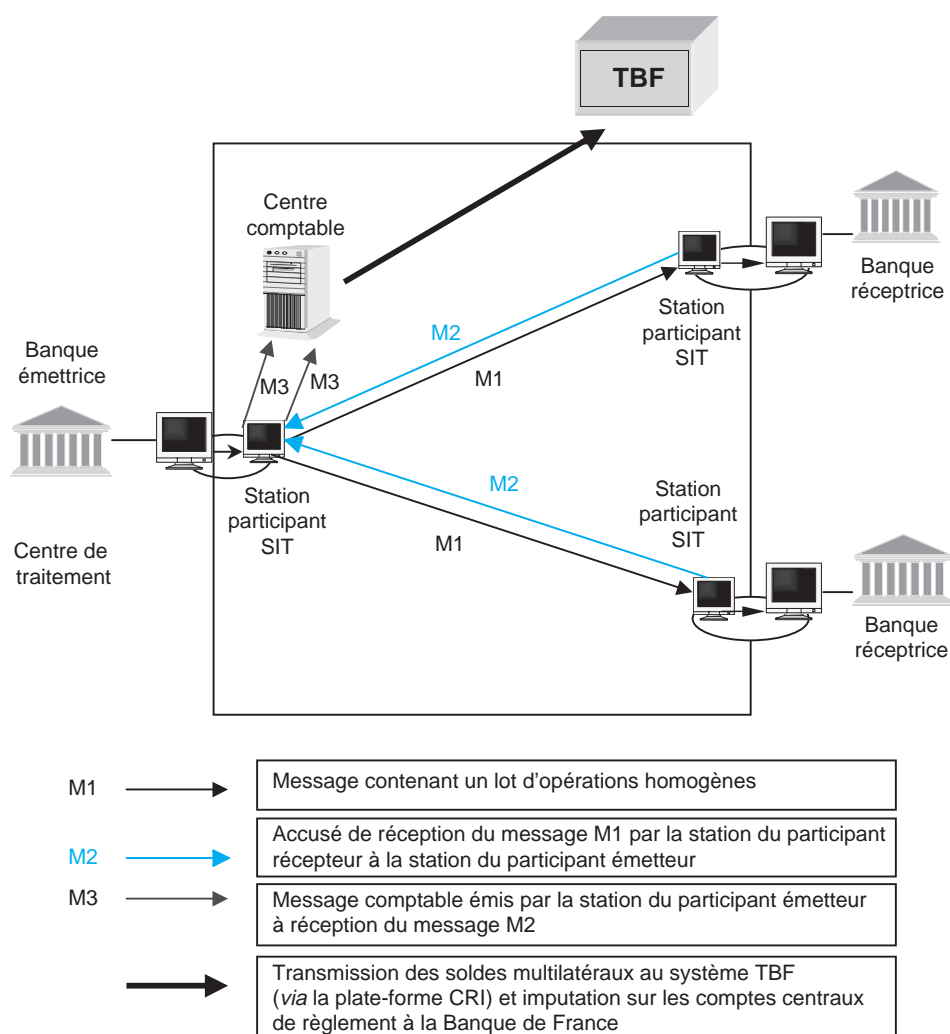 TBF
Centre
comptable
Banque
réceptrice
Station
participant
SIT
M2
M1
Banque
émettrice
M3
M3
Station
participant
SIT
M2
M1
Station
participant
SIT
Centre de
traitement
Banque
réceptrice
M1
Message contenant un lot d'opérations homogènes
M2
Accusé de réception du message M1 par la station du participant
récepteur à la station du participant émetteur
M3
Message comptable émis par la station du participant émetteur
à réception du message M2
Transmission des soldes multilatéraux au système TBF
(via la plate-forme CRI) et imputation sur les comptes centraux
de règlement à la Banque de France